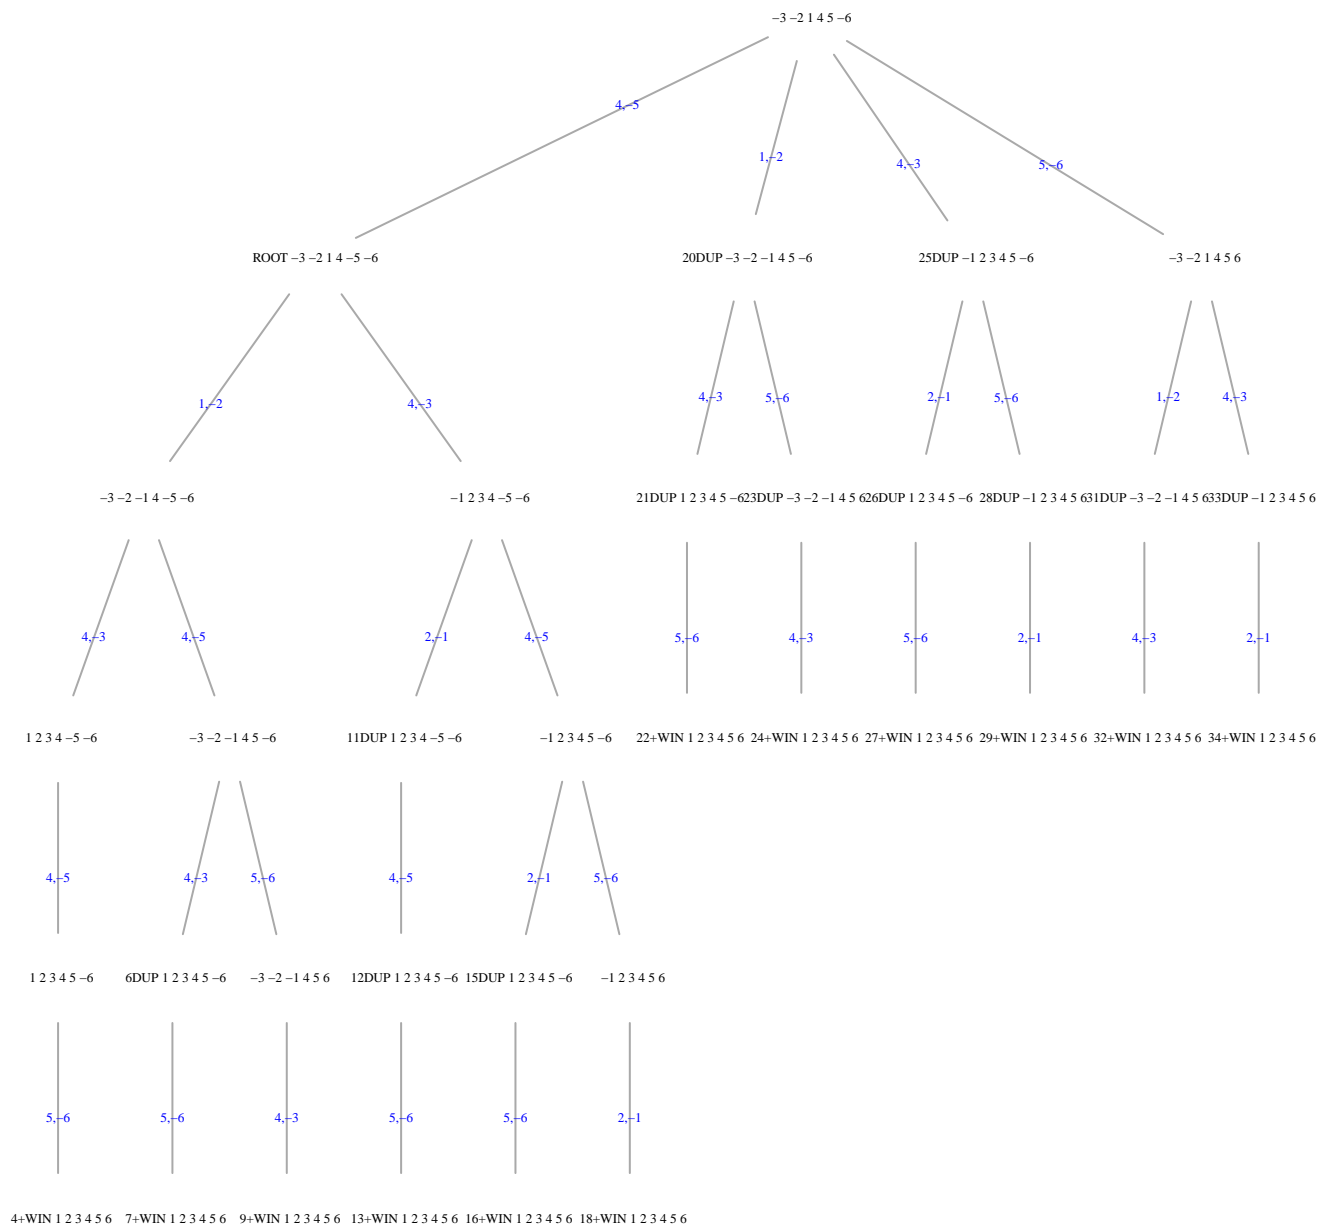 −3 −2 1 4 5 −6
4,−5
1,−2
4,−3
5,−6
ROOT −3 −2 1 4 −5 −6
20DUP −3 −2 −1 4 5 −6
25DUP −1 2 3 4 5 −6
−3 −2 1 4 5 6
1,−2
4,−3
4,−3
5,−6
2,−1
5,−6
1,−2
4,−3
−3 −2 −1 4 −5 −6
−1 2 3 4 −5 −6
21DUP 1 2 3 4 5 −6
23DUP −3 −2 −1 4 5 6
26DUP 1 2 3 4 5 −6
28DUP −1 2 3 4 5 6
31DUP −3 −2 −1 4 5 6
33DUP −1 2 3 4 5 6
4,−3
4,−5
2,−1
4,−5
5,−6
4,−3
5,−6
2,−1
4,−3
2,−1
1 2 3 4 −5 −6
−3 −2 −1 4 5 −6
11DUP 1 2 3 4 −5 −6
−1 2 3 4 5 −6
22+WIN 1 2 3 4 5 6
24+WIN 1 2 3 4 5 6
27+WIN 1 2 3 4 5 6
29+WIN 1 2 3 4 5 6
32+WIN 1 2 3 4 5 6
34+WIN 1 2 3 4 5 6
4,−5
4,−3
5,−6
4,−5
2,−1
5,−6
1 2 3 4 5 −6
6DUP 1 2 3 4 5 −6
−3 −2 −1 4 5 6
12DUP 1 2 3 4 5 −6
15DUP 1 2 3 4 5 −6
−1 2 3 4 5 6
5,−6
5,−6
4,−3
5,−6
5,−6
2,−1
4+WIN 1 2 3 4 5 6
7+WIN 1 2 3 4 5 6
9+WIN 1 2 3 4 5 6
13+WIN 1 2 3 4 5 6
16+WIN 1 2 3 4 5 6
18+WIN 1 2 3 4 5 6